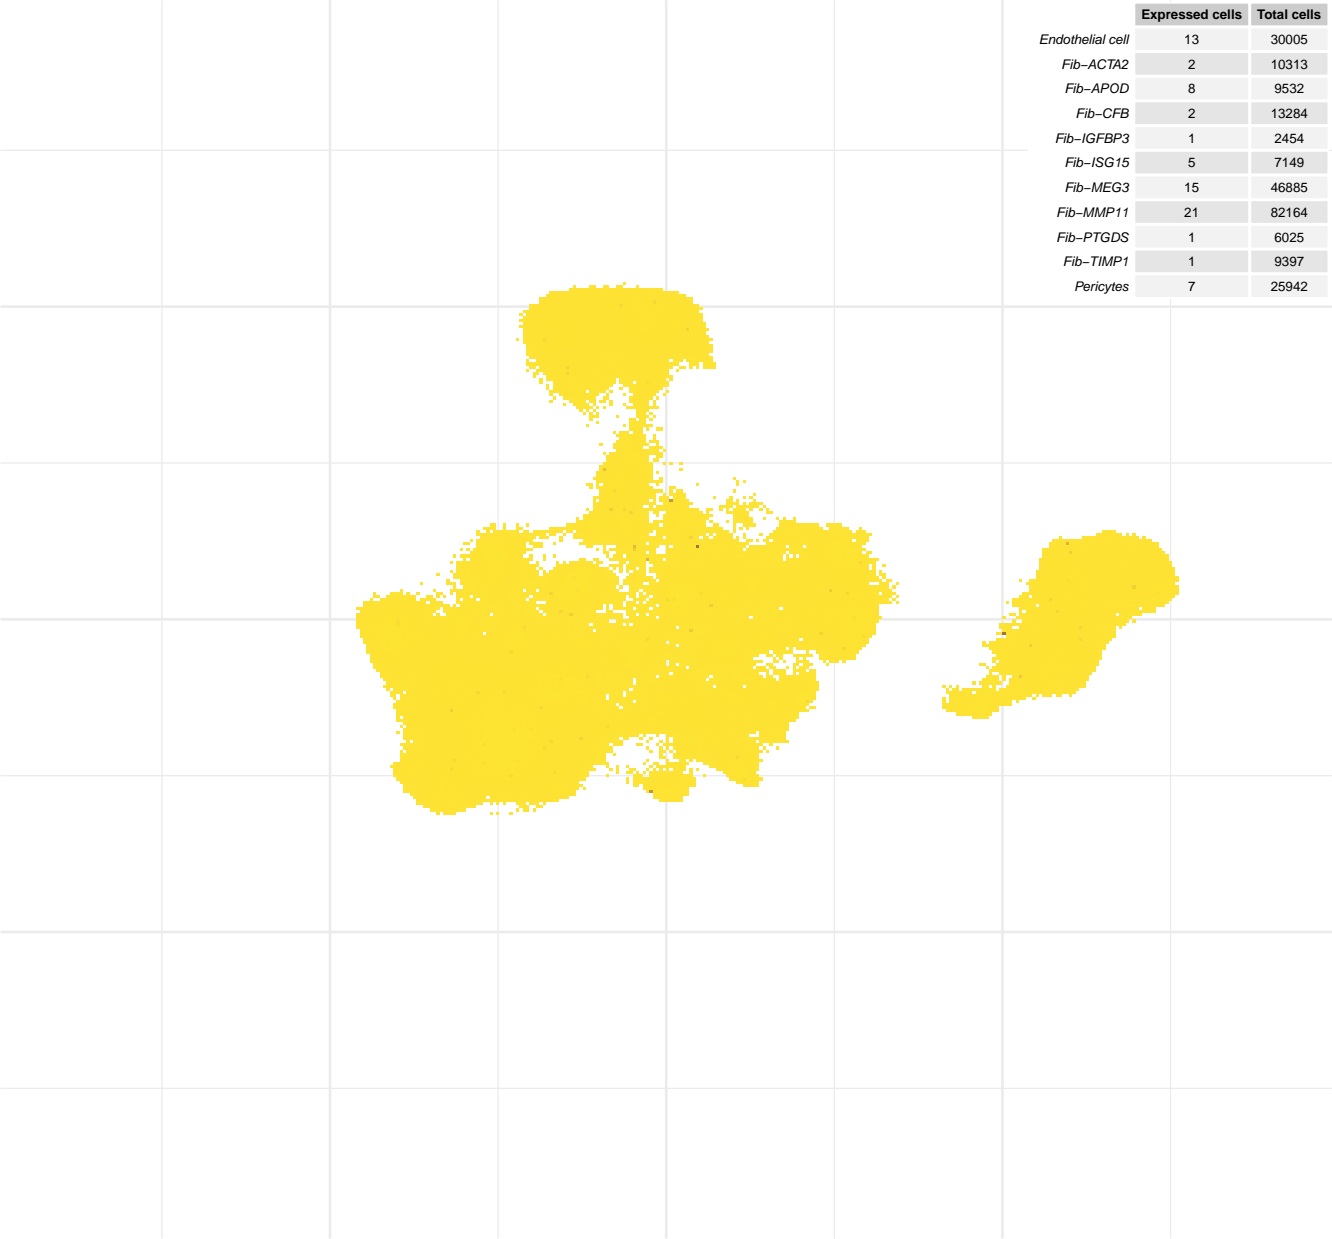 Expressed cells Total cells
Endothelial cell 13 30005
Fib−ACTA2 2 10313
Fib−APOD 8 9532
Fib−CFB 2 13284
Fib−IGFBP3 1 2454
Fib−ISG15 5 7149
Fib−MEG3 15 46885
Fib−MMP11 21 82164
Fib−PTGDS 1 6025
Fib−TIMP1 1 9397
Pericytes 7 25942